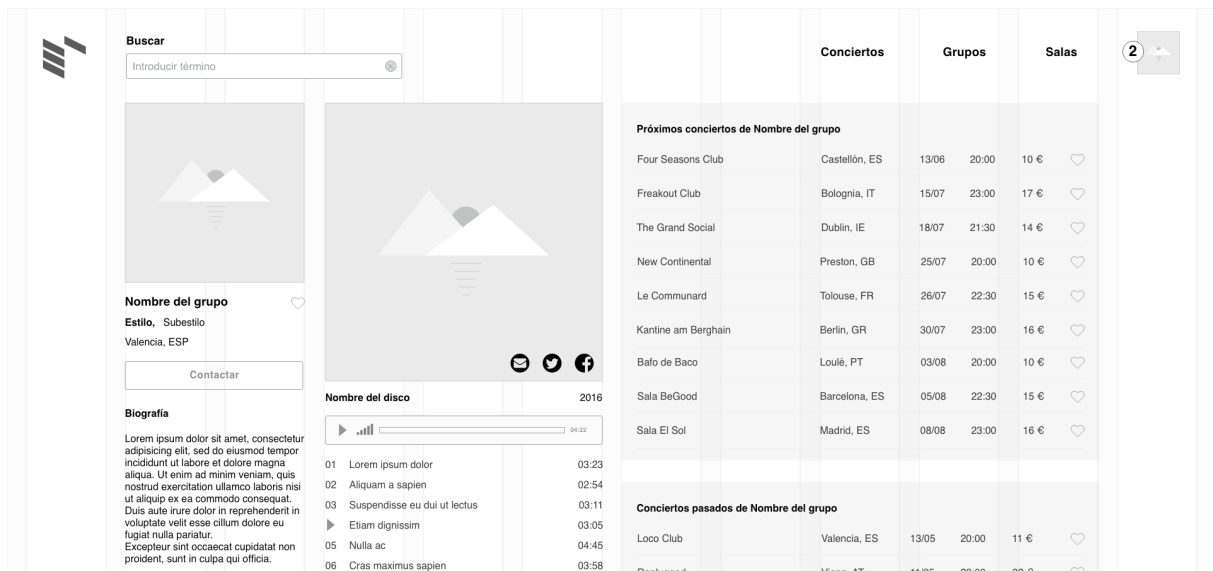 Buscar
Introducir término
Conciertos Grupos Salas 2
Nombre del grupo
Estilo, Subestilo
Valencia, ESP
Contactar
Biografía
Lorem ipsum dolor sit amet, consectetur
adipisicing elit, sed do eiusmod tempor
incididunt ut labore et dolore magna
aliqua. Ut enim ad minim veniam, quis
nostrud exercitation ullamco laboris nisi
ut aliquip ex ea commodo consequat.
Duis aute irure dolor in reprehenderit in
voluptate velit esse cillum dolore eu
fugiat nulla pariatur.
Excepteur sint occaecat cupidatat non
proident, sunt in culpa qui officia.
Nombre del disco 2016
04:22
01 Lorem ipsum dolor 03:23
02 Aliquam a sapien 02:54
03 Suspendisse eu dui ut lectus 03:11
Etiam dignissim 03:05
05 Nulla ac 04:45
06 Cras maximus sapien 03:58
Próximos conciertos de Nombre del grupo
Four Seasons Club Castellón, ES 13/06 20:00 10 €
Freakout Club Bolognia, IT 15/07 23:00 17 €
The Grand Social Dublín, IE 18/07 21:30 14 €
New Continental Preston, GB 25/07 20:00 10 €
Le Communard Tolouse, FR 26/07 22:30 15 €
Kantine am Berghain Berlin, GR 30/07 23:00 16 €
Bafo de Baco Loulé, PT 03/08 20:00 10 €
Sala BeGood Barcelona, ES 05/08 22:30 15 €
Sala El Sol Madrid, ES 08/08 23:00 16 €
Conciertos pasados de Nombre del grupo
Loco Club Valencia, ES 13/05 20:00 11 €